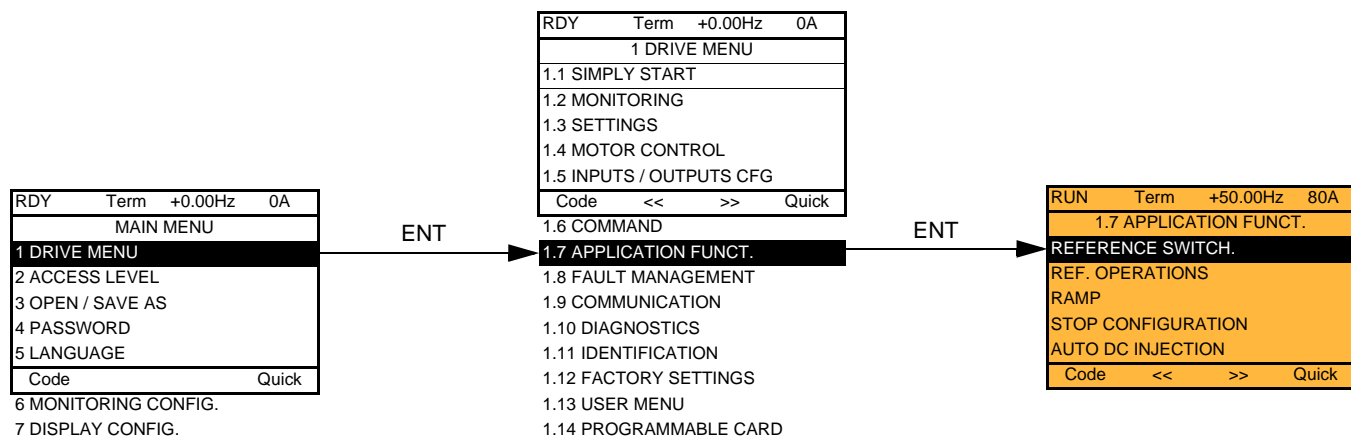 RDY Term +0.00Hz 0A
MAIN MENU
1 DRIVE MENU
2 ACCESS LEVEL
3 OPEN / SAVE AS
4 PASSWORD
5 LANGUAGE
Code Quick
6 MONITORING CONFIG.
7 DISPLAY CONFIG.
ENT
RDY Term +0.00Hz 0A
1 DRIVE MENU
1.1 SIMPLY START
1.2 MONITORING
1.3 SETTINGS
1.4 MOTOR CONTROL
1.5 INPUTS / OUTPUTS CFG
Code << >> Quick
1.6 COMMAND
1.7 APPLICATION FUNCT.
1.8 FAULT MANAGEMENT
1.9 COMMUNICATION
1.10 DIAGNOSTICS
1.11 IDENTIFICATION
1.12 FACTORY SETTINGS
1.13 USER MENU
1.14 PROGRAMMABLE CARD
ENT
RUN Term +50.00Hz 80A
1.7 APPLICATION FUNCT.
REFERENCE SWITCH.
REF. OPERATIONS
RAMP
STOP CONFIGURATION
AUTO DC INJECTION
Code << >> Quick